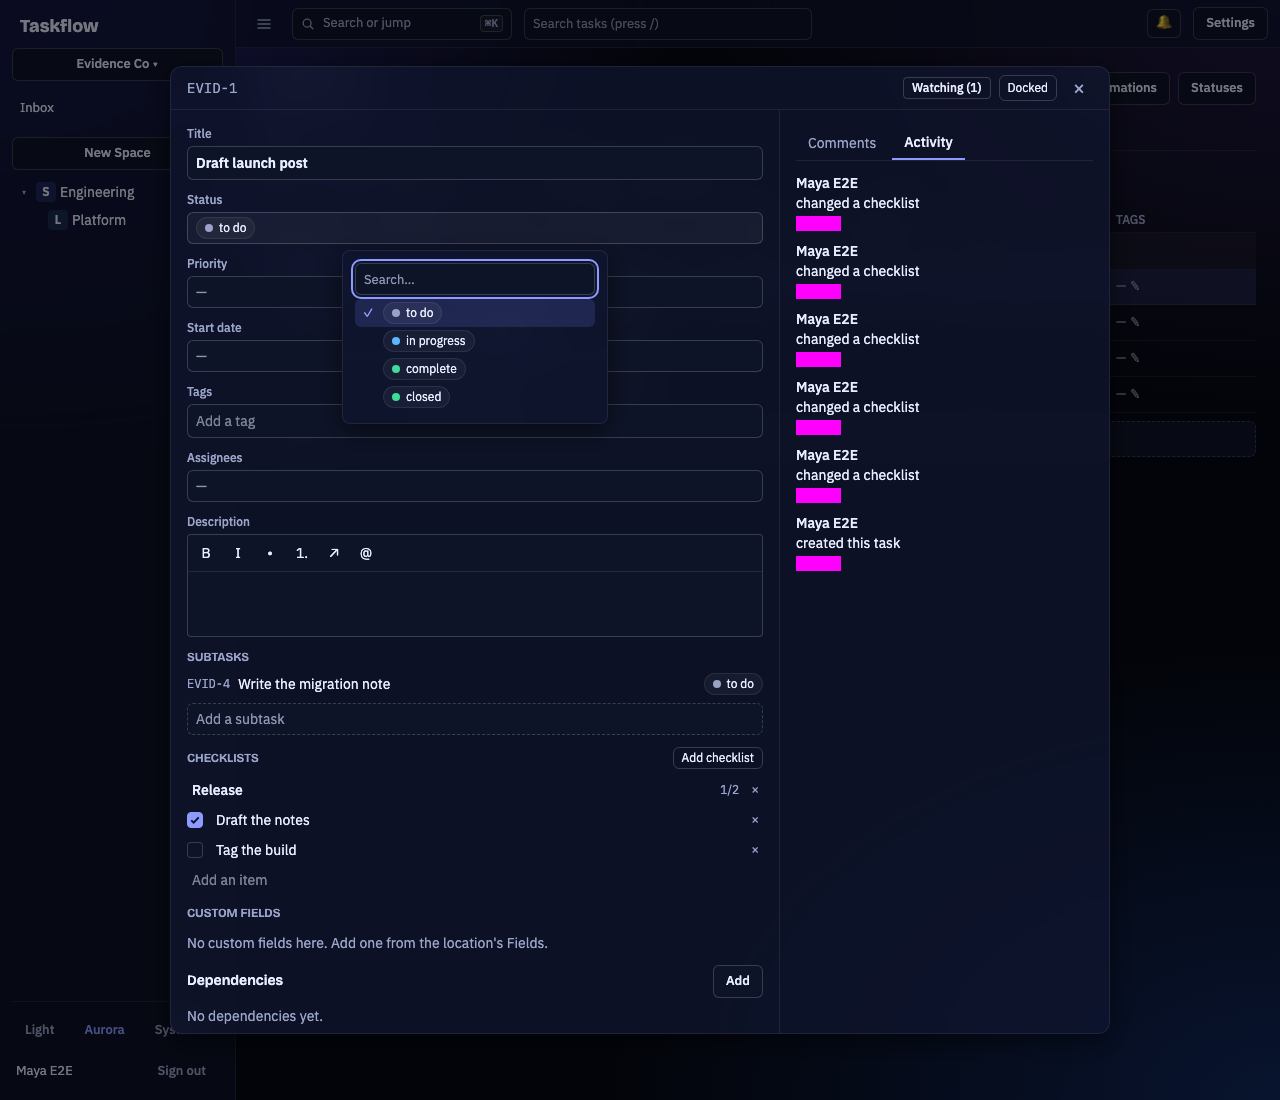 Taskflow
Search or jump ⌘K
Search tasks (press /)
Settings
Evidence Co ▾
Inbox
New Space
▾ S Engineering
L Platform
mations
Statuses
TAGS
— ✎
— ✎
— ✎
— ✎
EVID-1
Watching (1)
Docked
×
Title
Draft launch post
Status
to do
Priority
—
Start date
—
Tags
Add a tag
Assignees
—
Search...
✓ to do
in progress
complete
closed
Description
B I • 1. ↗ @
SUBTASKS
EVID-4 Write the migration note to do
Add a subtask
CHECKLISTS
Add checklist
Release 1/2 ×
Draft the notes ×
Tag the build ×
Add an item
CUSTOM FIELDS
No custom fields here. Add one from the location's Fields.
Dependencies
Add
No dependencies yet.
Comments
Activity
Maya E2E
changed a checklist
Maya E2E
changed a checklist
Maya E2E
changed a checklist
Maya E2E
changed a checklist
Maya E2E
changed a checklist
Maya E2E
created this task
Light Aurora Sys
Maya E2E
Sign out